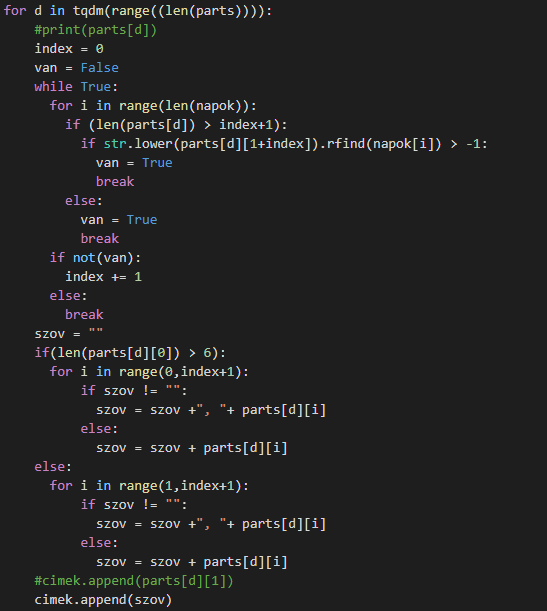 for d in tqdm(range((len(parts)))):
    #print(parts[d])
    index = 0
    van = False
    while True:
      for i in range(len(napok)):
        if (len(parts[d]) > index+1):
          if str.lower(parts[d][1+index]).rfind(napok[i]) > -1:
            van = True
            break
        else:
          van = True
          break
      if not(van):
        index += 1
      else:
        break
    szov = ""
    if(len(parts[d][0]) > 6):
      for i in range(0,index+1):
          if szov != "":
            szov = szov +", "+ parts[d][i]
          else:
            szov = szov + parts[d][i]
    else:
      for i in range(1,index+1):
          if szov != "":
            szov = szov +", "+ parts[d][i]
          else:
            szov = szov + parts[d][i]
    #cimek.append(parts[d][1])
    cimek.append(szov)